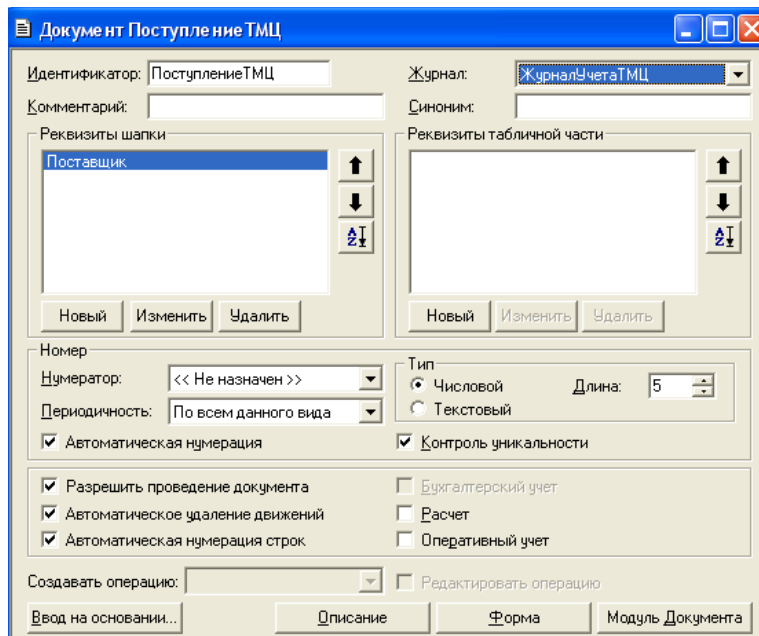 Документ ПоступлениеТМЦ
Идентификатор: ПоступлениеТМЦ Журнал: ЖурналУчетаТМЦ
Комментарий: Синоним:
Реквизиты шапки Реквизиты табличной части
Поставщик
Новый Изменить Удалить Новый Изменить Удалить
Номер
Нумератор: << Не назначен >> Тип
Числовой Длина: 5
Периодичность: По всем данного вида Текстовый
Автоматическая нумерация Контроль уникальности
Разрешить проведение документа Бухгалтерский учет
Автоматическое удаление движений Расчет
Автоматическая нумерация строк Оперативный учет
Создавать операцию: Редактировать операцию
Ввод на основании... Описание Форма Модуль Документа